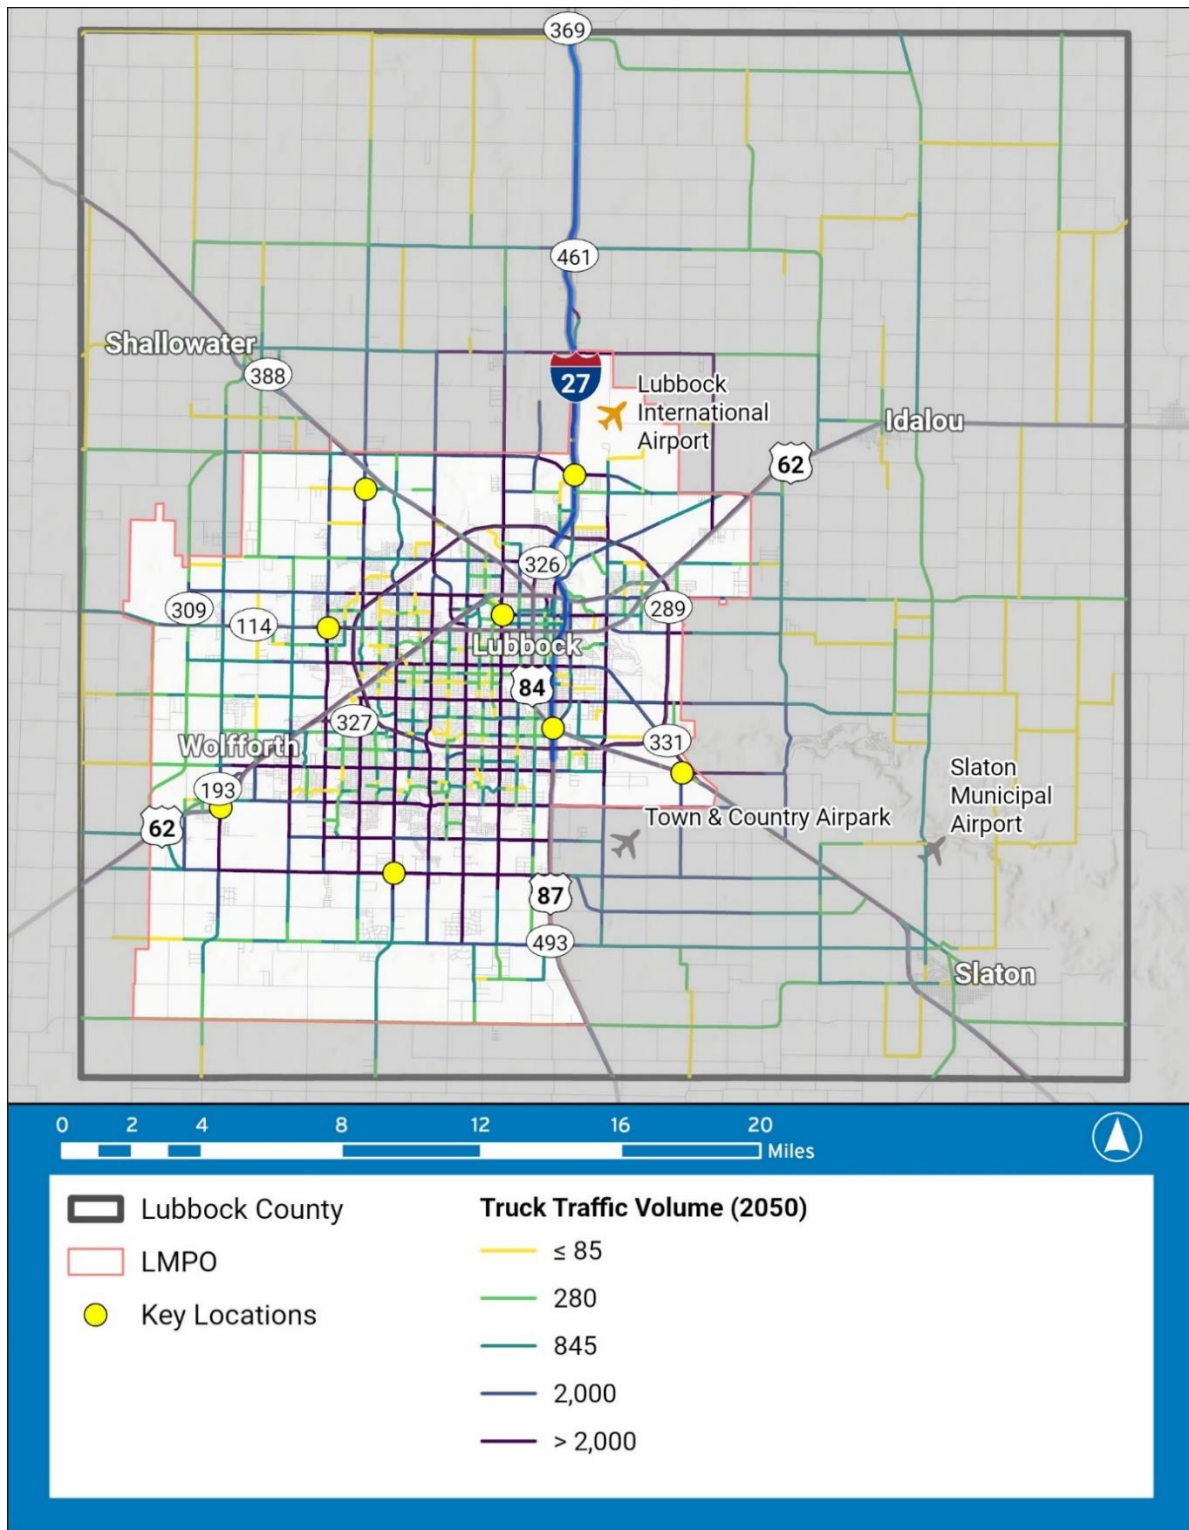 369
461
Shallowater
388
27
Lubbock
International
Airport
Idalou
62
326
309
114
289
Lubbock
84
327
331
Wolfforth
193
62
Slaton
Municipal
Airport
Town & Country Airpark
87
493
Slaton
0 2 4 8 12 16 20
Miles
Lubbock County
LMPO
Key Locations
Truck Traffic Volume (2050)
≤ 85
280
845
2,000
> 2,000